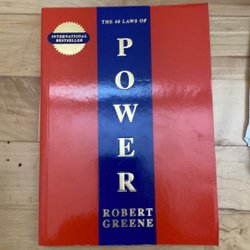 THE 48 LAWS OF
INTERNATIONAL
BESTSELLER
POWER
ROBERT
GREENE